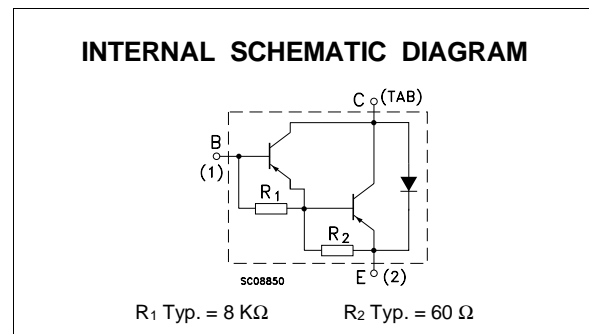 INTERNAL SCHEMATIC DIAGRAM
C (TAB)
B
(1)
R1
R2
SC08850
E (2)
R1 Typ. = 8 KΩ R2 Typ. = 60 Ω